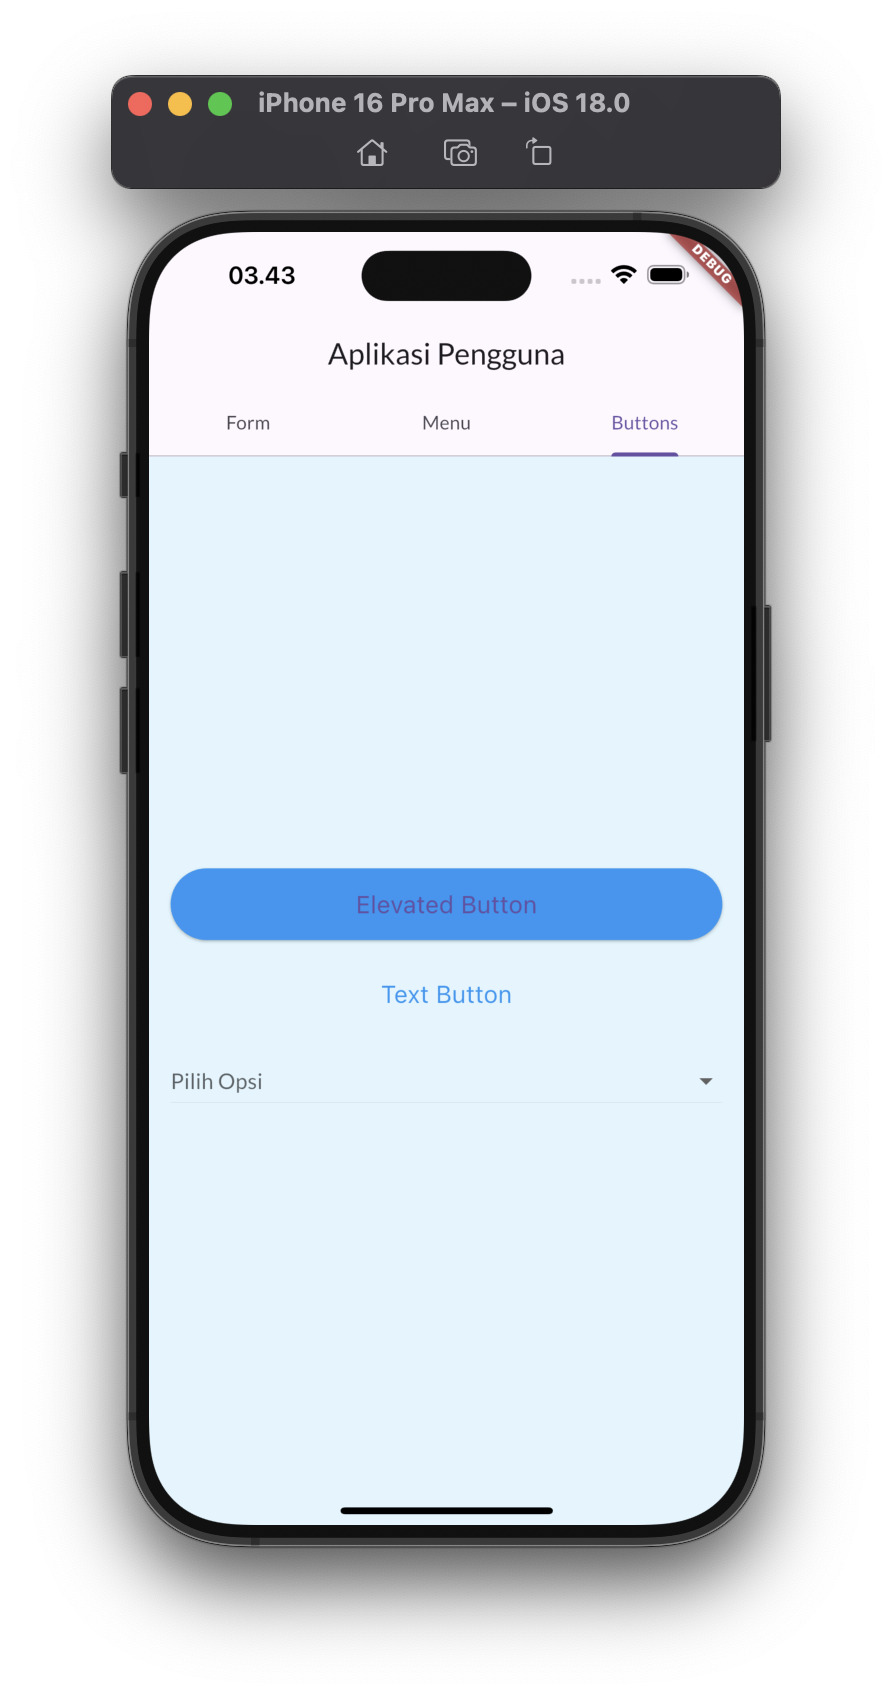 iPhone 16 Pro Max – iOS 18.0
03.43
DEBUG
Aplikasi Pengguna
Form Menu Buttons
Elevated Button
Text Button
Pilih Opsi